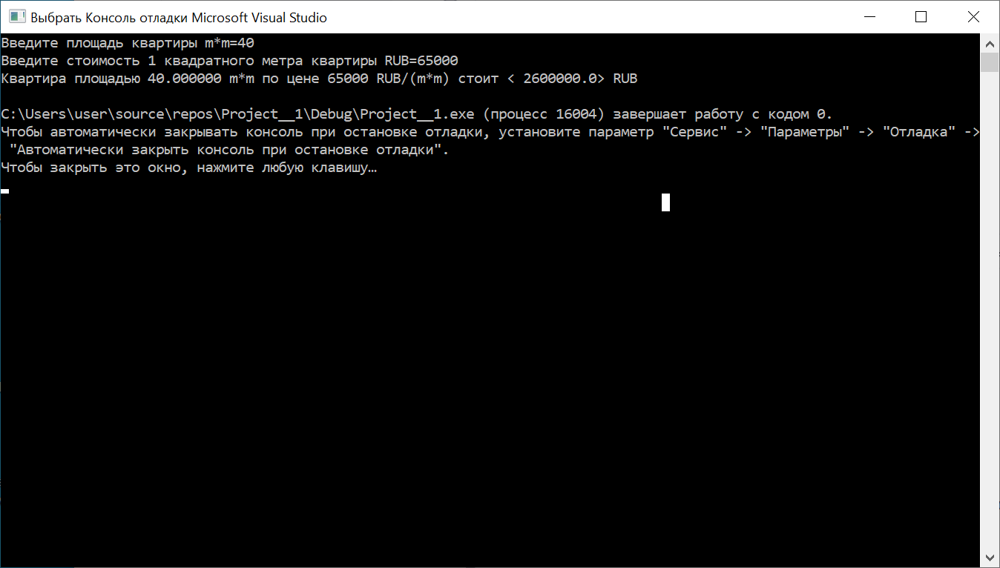 Выбрать Консоль отладки Microsoft Visual Studio
Введите площадь квартиры m*m=40
Введите стоимость 1 квадратного метра квартиры RUB=65000
Квартира площадью 40.000000 m*m по цене 65000 RUB/(m*m) стоит < 2600000.0> RUB
C:\Users\user\source\repos\Project__1\Debug\Project__1.exe (процесс 16004) завершает работу с кодом 0.
Чтобы автоматически закрывать консоль при остановке отладки, установите параметр "Сервис" -> "Параметры" -> "Отладка" ->
"Автоматически закрыть консоль при остановке отладки".
Чтобы закрыть это окно, нажмите любую клавишу…